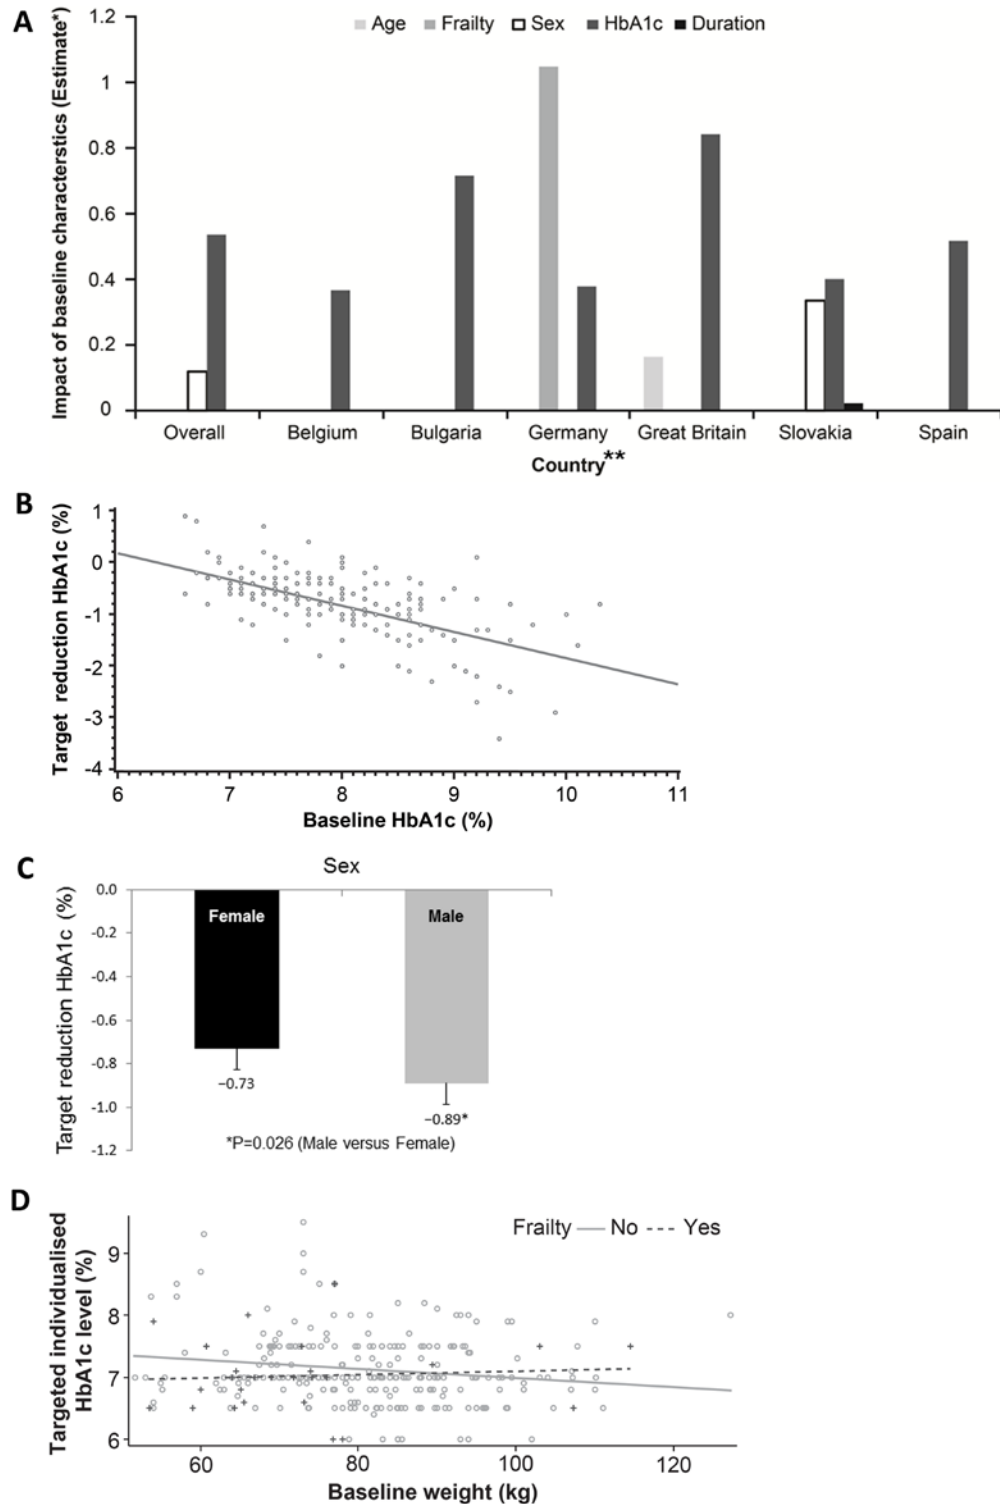 A
Impact of baseline characterstics (Estimate*)
Age Frailty Sex HbA1c Duration
1.2
1
0.8
0.6
0.4
0.2
0
Overall Belgium Bulgaria Germany Great Britain Slovakia Spain
Country**
B
Target reduction HbA1c (%)
1
0
-1
-2
-3
-4
6 7 8 9 10 11
Baseline HbA1c (%)
C
Sex
Target reduction HbA1c (%)
0.0
-0.2
-0.4
-0.6
-0.8
-1.0
-1.2
Female Male
−0.73
−0.89*
*P=0.026 (Male versus Female)
D
Targeted individualised
HbA1c level (%)
Frailty No Yes
9
8
7
6
60 80 100 120
Baseline weight (kg)